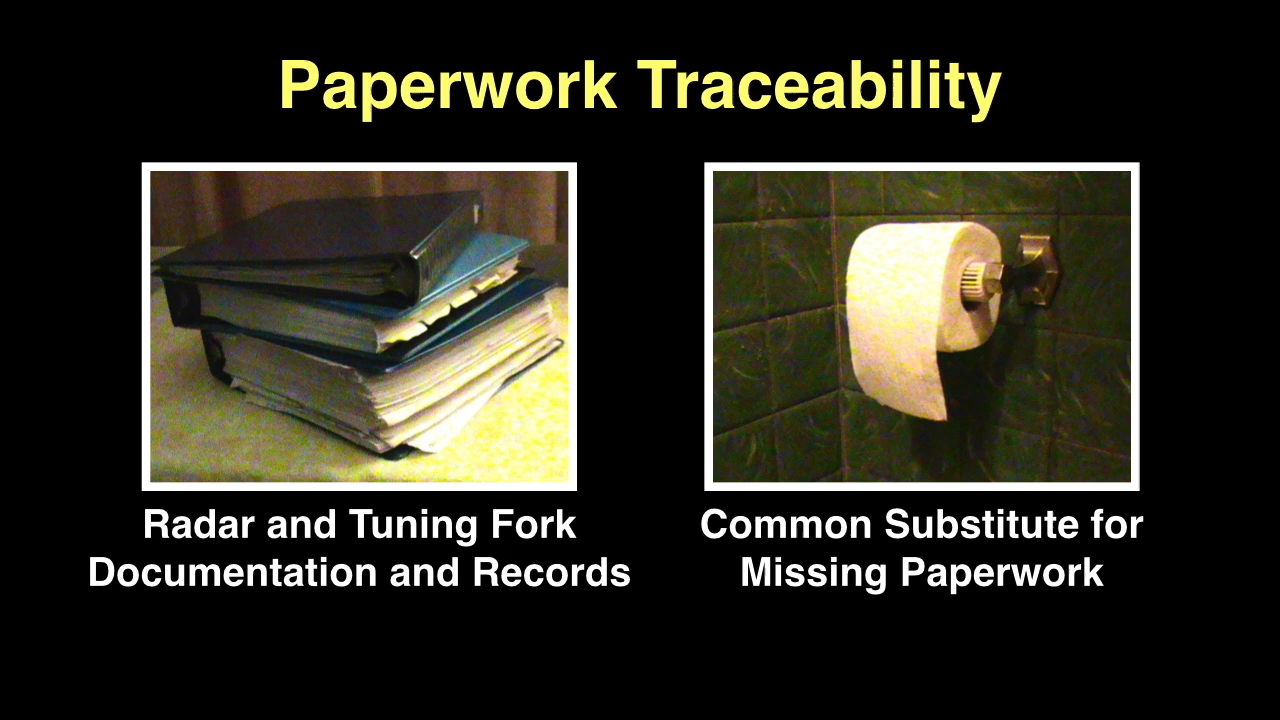 Paperwork Traceability
Radar and Tuning Fork
Documentation and Records
Common Substitute for
Missing Paperwork